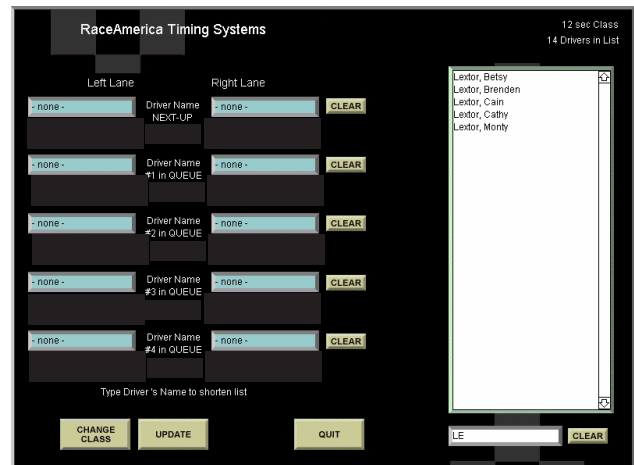 RaceAmerica Timing Systems
12 sec Class
14 Drivers in List
Left Lane
Right Lane
- none -
Driver Name
NEXT-UP
- none -
CLEAR
- none -
Driver Name
#1 in QUEUE
- none -
CLEAR
- none -
Driver Name
#2 in QUEUE
- none -
CLEAR
- none -
Driver Name
#3 in QUEUE
- none -
CLEAR
- none -
Driver Name
#4 in QUEUE
- none -
CLEAR
Type Driver 's Name to shorten list
CHANGE
CLASS
UPDATE
QUIT
Lextor, Betsy
Lextor, Brenden
Lextor, Cain
Lextor, Cathy
Lextor, Monty
LE
CLEAR